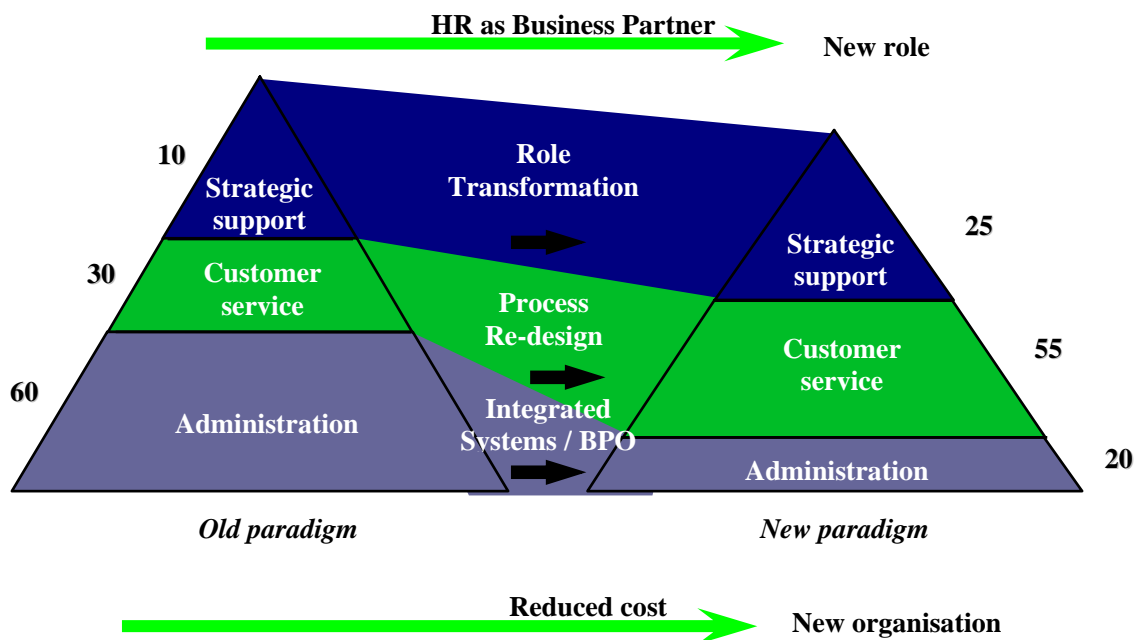 HR as Business Partner
New role
10
Strategic
support
30
Customer
service
60
Administration
Role
Transformation
Process
Re-design
Integrated
Systems / BPO
Strategic
support
25
Customer
service
55
Administration
20
Old paradigm
New paradigm
Reduced cost
New organisation